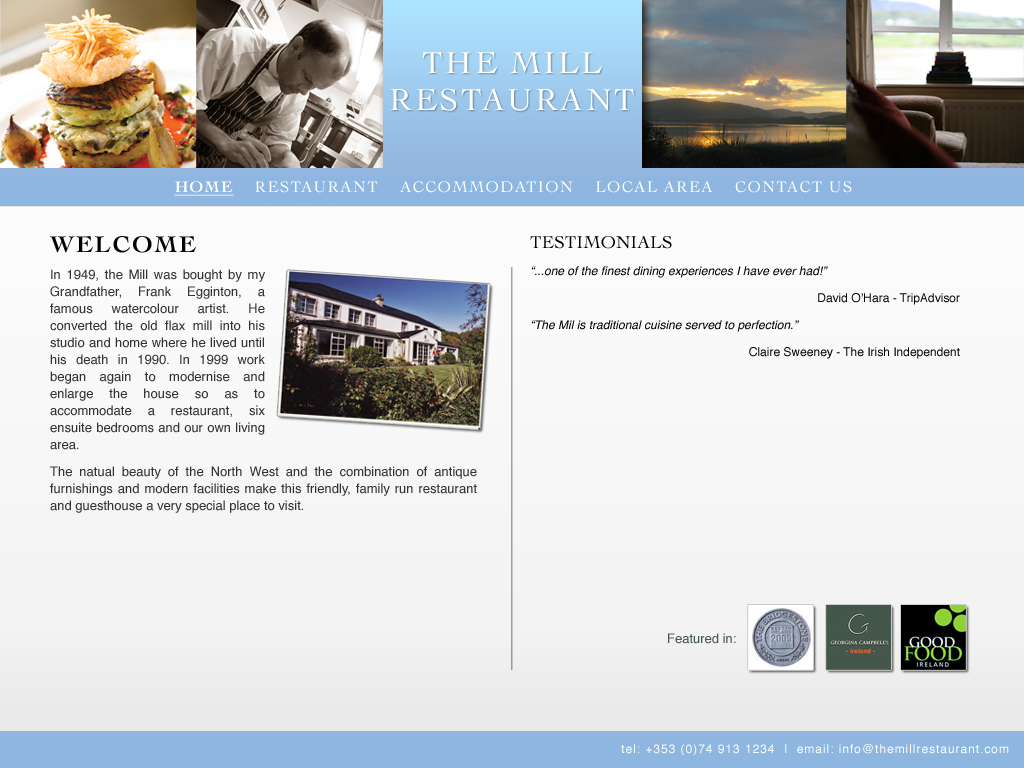 THE MILL
RESTAURANT
HOME RESTAURANT ACCOMMODATION LOCAL AREA CONTACT US
WELCOME
In 1949, the Mill was bought by my
Grandfather, Frank Egginton, a
famous watercolour artist. He
converted the old flax mill into his
studio and home where he lived until
his death in 1990. In 1999 work
began again to modernise and
enlarge the house so as to
accommodate a restaurant, six
ensuite bedrooms and our own living
area.
The natual beauty of the North West and the combination of antique
furnishings and modern facilities make this friendly, family run restaurant
and guesthouse a very special place to visit.
TESTIMONIALS
“...one of the finest dining experiences I have ever had!”
David O'Hara - TripAdvisor
“The Mil is traditional cuisine served to perfection.”
Claire Sweeney - The Irish Independent
Featured in:
THE BRIDGESTONE
2009
G
GEORGINA CAMPBELL'S
- ireland -
GOOD
FOOD
IRELAND
tel: +353 (0)74 913 1234 | email: info@themillrestaurant.com